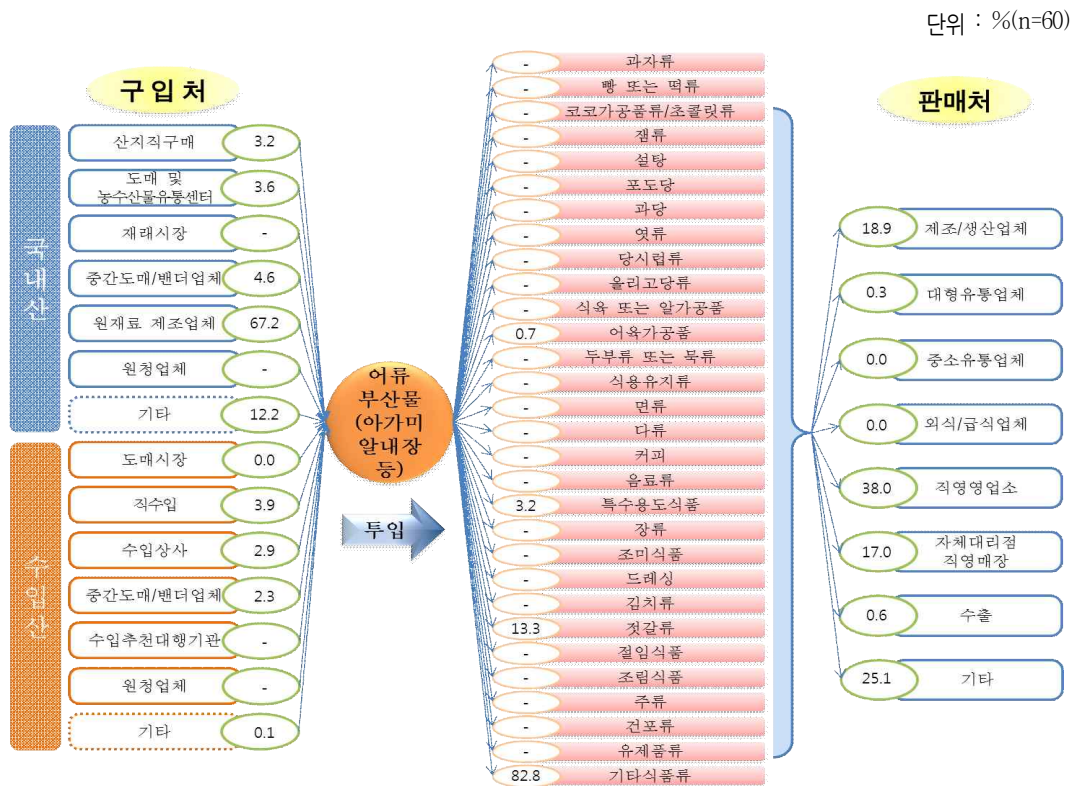 단위 : %(n=60)
구입처
판매처
국내산
산지직구매 3.2
도매 및
농수산물유통센터 3.6
재래시장 -
중간도매/밴더업체 4.6
원재료 제조업체 67.2
원청업체 -
기타 12.2
수입산
도매시장 0.0
직수입 3.9
수입상사 2.9
중간도매/밴더업체 2.3
수입추천대행기관 -
원청업체 -
기타 0.1
어류
부산물
(아가미
알내장
등)
투입
- 과자류
- 빵 또는 떡류
- 코코가공품류/초콜릿류
- 잼류
- 설탕
- 포도당
- 과당
- 엿류
- 당시럽류
- 올리고당류
- 식육 또는 알가공품
0.7 어육가공품
- 두부류 또는 묵류
- 식용유지류
- 면류
- 다류
- 커피
- 음료류
3.2 특수용도식품
- 장류
- 조미식품
- 드레싱
- 김치류
13.3 젓갈류
- 절임식품
- 조림식품
- 주류
- 건포류
- 유제품류
82.8 기타식품류
18.9 제조/생산업체
0.3 대형유통업체
0.0 중소유통업체
0.0 외식/급식업체
38.0 직영영업소
17.0 자체대리점
직영매장
0.6 수출
25.1 기타